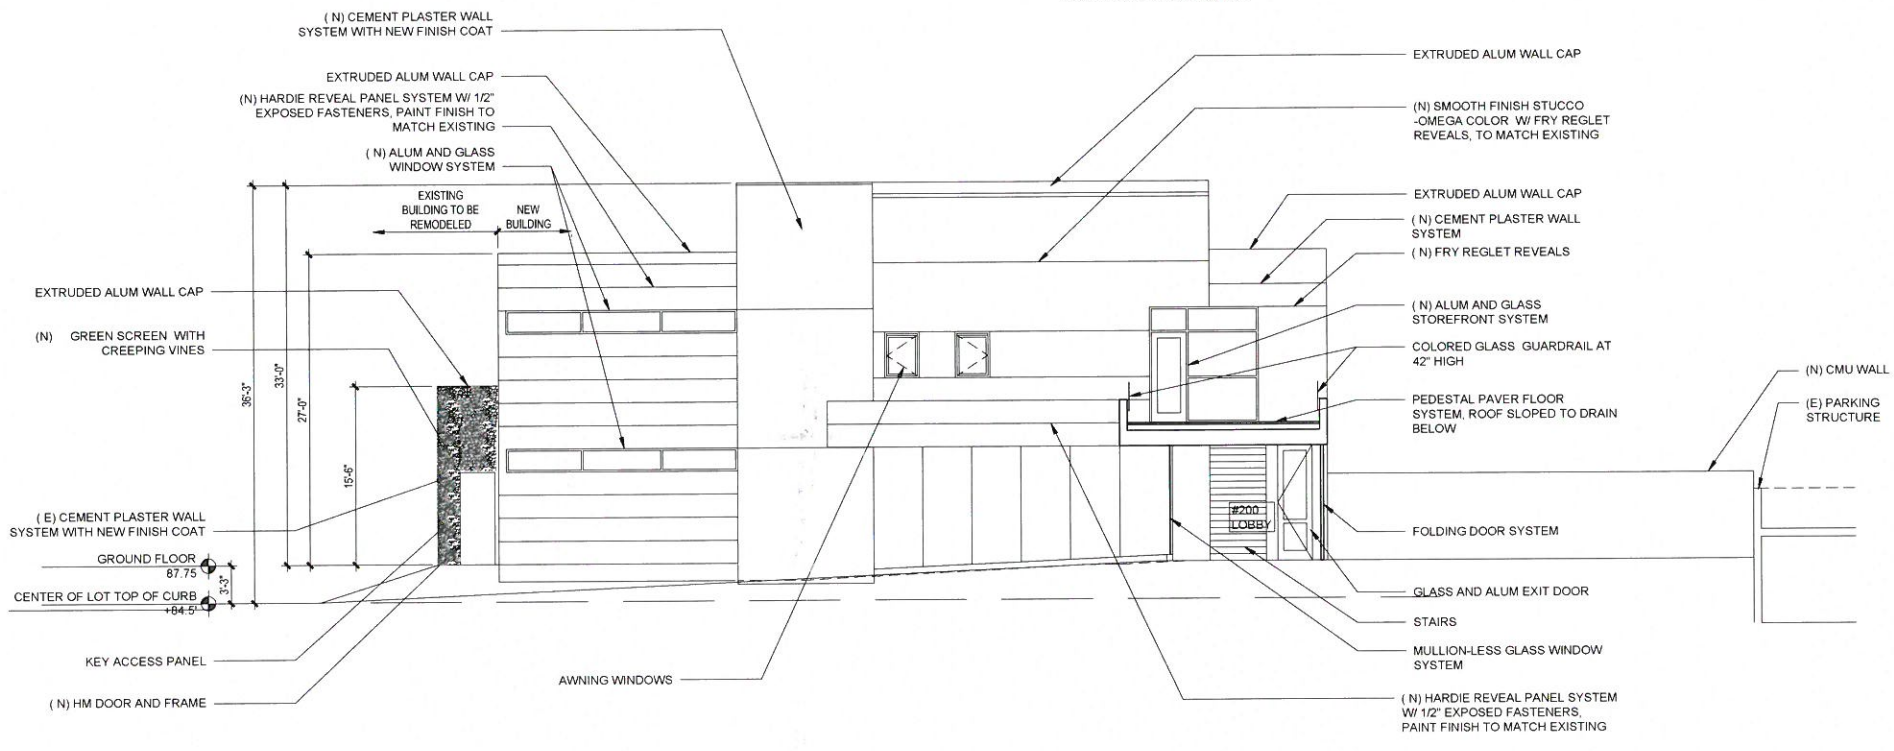 ( N) CEMENT PLASTER WALL
SYSTEM WITH NEW FINISH COAT
EXTRUDED ALUM WALL CAP
(N) HARDIE REVEAL PANEL SYSTEM W/ 1/2"
EXPOSED FASTENERS, PAINT FINISH TO
MATCH EXISTING
( N) ALUM AND GLASS
WINDOW SYSTEM
EXISTING
BUILDING TO BE
REMODELED
NEW
BUILDING
EXTRUDED ALUM WALL CAP
(N) GREEN SCREEN WITH
CREEPING VINES
36'-3"
33'-0"
27'-0"
15'-6"
( E) CEMENT PLASTER WALL
SYSTEM WITH NEW FINISH COAT
GROUND FLOOR
87.75
3'-3"
CENTER OF LOT TOP OF CURB
+84.5'
KEY ACCESS PANEL
( N) HM DOOR AND FRAME
AWNING WINDOWS
#200
LOBBY
EXTRUDED ALUM WALL CAP
(N) SMOOTH FINISH STUCCO
-OMEGA COLOR W/ FRY REGLET
REVEALS, TO MATCH EXISTING
EXTRUDED ALUM WALL CAP
( N) CEMENT PLASTER WALL
SYSTEM
( N) FRY REGLET REVEALS
( N) ALUM AND GLASS
STOREFRONT SYSTEM
COLORED GLASS GUARDRAIL AT
42" HIGH
PEDESTAL PAVER FLOOR
SYSTEM, ROOF SLOPED TO DRAIN
BELOW
(N) CMU WALL
(E) PARKING
STRUCTURE
FOLDING DOOR SYSTEM
GLASS AND ALUM EXIT DOOR
STAIRS
MULLION-LESS GLASS WINDOW
SYSTEM
( N) HARDIE REVEAL PANEL SYSTEM
W/ 1/2" EXPOSED FASTENERS,
PAINT FINISH TO MATCH EXISTING